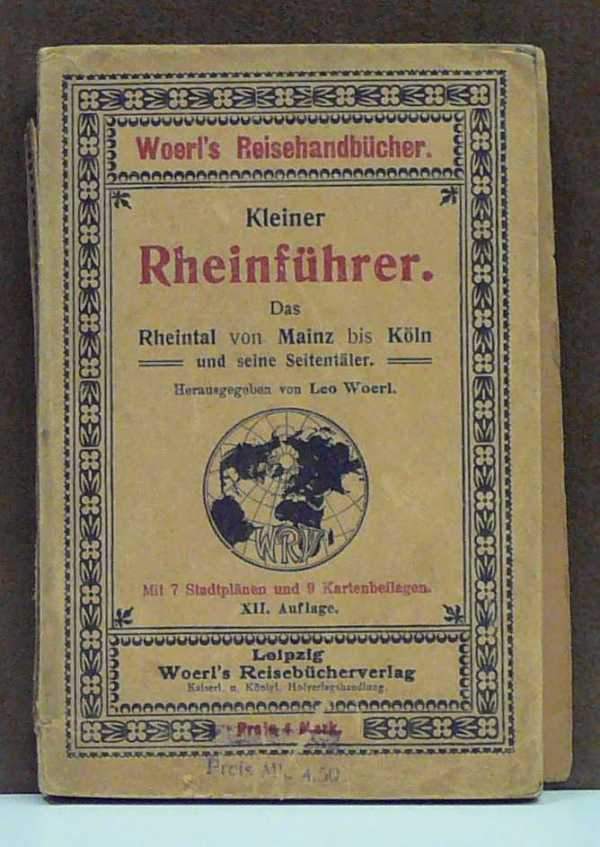 Woerl's Reisehandbücher.
Kleiner
Rheinführer.
Das
Rheintal von Mainz bis Köln
und seine Seitentäler.
Herausgegeben von Leo Woerl.
WRV
Mit 7 Stadtplänen und 9 Kartenbeilagen.
XII. Auflage.
Leipzig
Woerl's Reisebücherverlag
Kaiserl. u. Königl. Hofverlagshandlung.
Preis Mark.
Preis Mk. 4.50